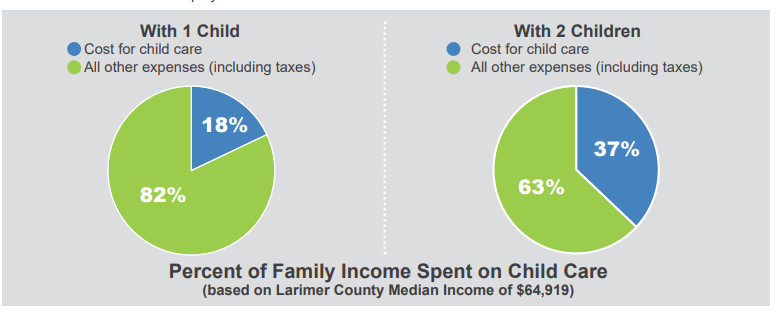 With 1 Child
Cost for child care
All other expenses (including taxes)
18%
82%
With 2 Children
Cost for child care
All other expenses (including taxes)
37%
63%
Percent of Family Income Spent on Child Care
(based on Larimer County Median Income of $64,919)